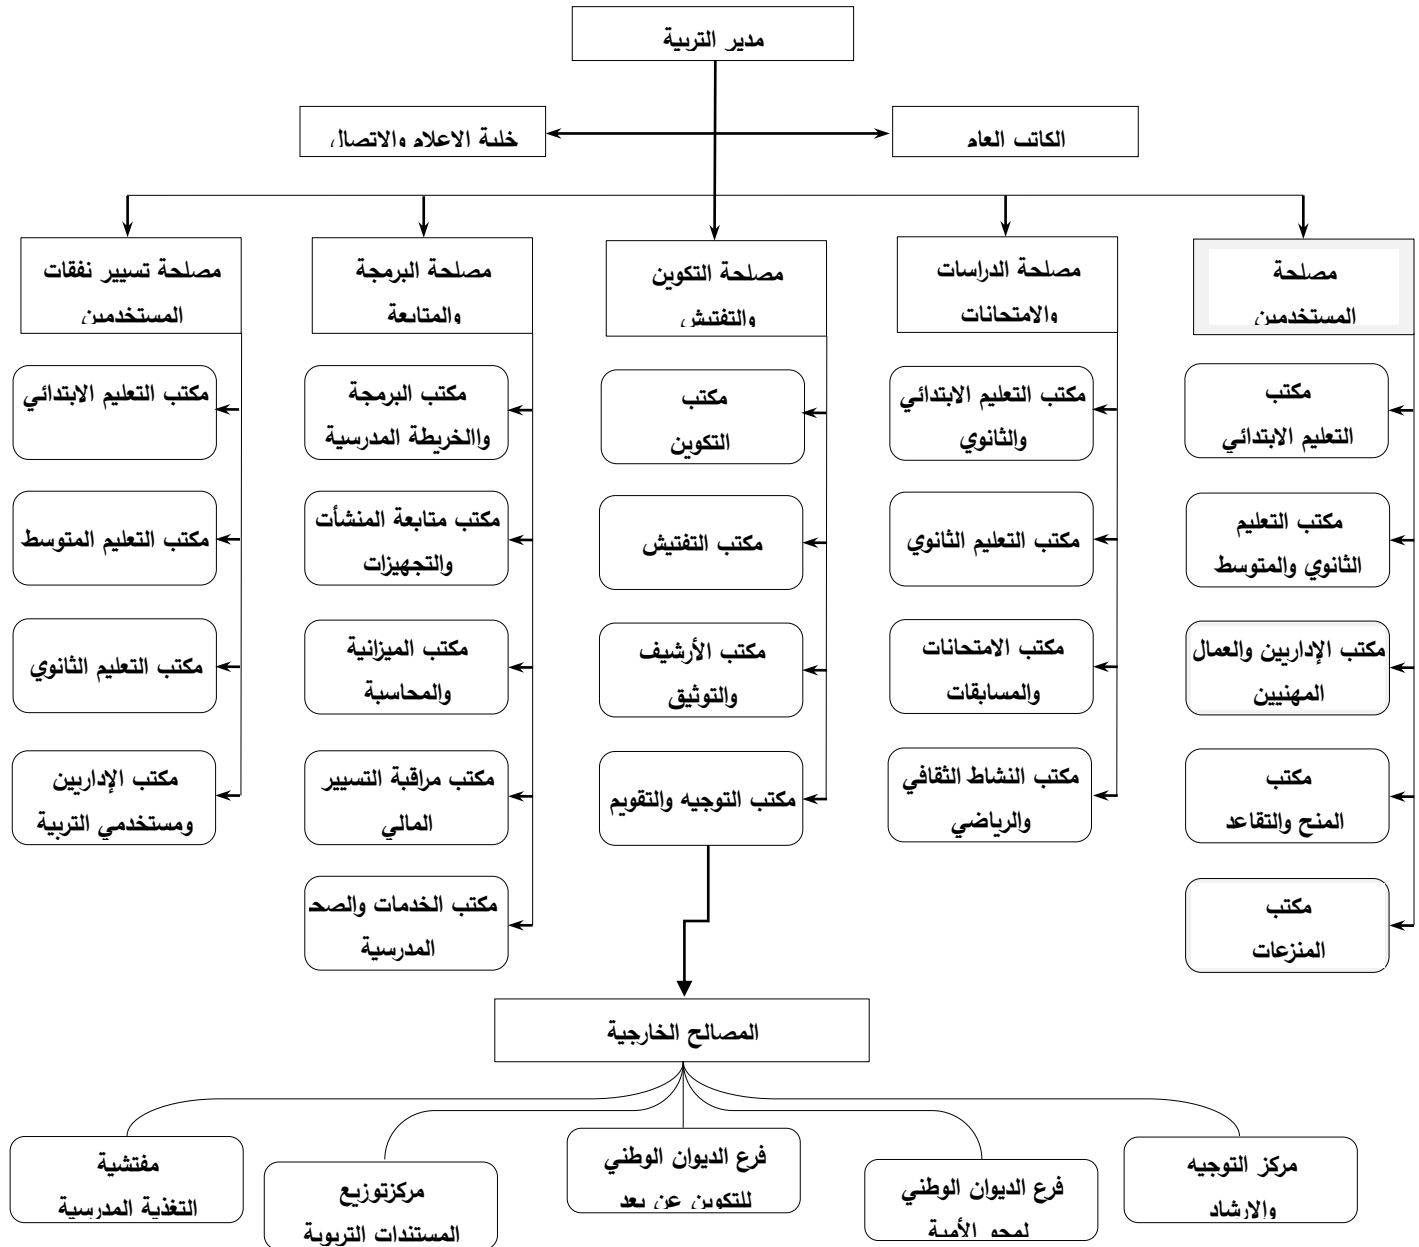 مدير التربية
الكاتب العام
خلية الاعلام والاتصال
مصلحة
المستخدمين
مصلحة الدراسات
والامتحانات
مصلحة التكوين
والتفتيش
مصلحة البرمجة
والمتابعة
مصلحة تسيير نفقات
المستخدمين
مكتب
التعليم الابتدائي
مكتب التعليم الابتدائي
والثانوي
مكتب
التكوين
مكتب البرمجة
واالخريطة المدرسية
مكتب التعليم الابتدائي
مكتب التعليم
الثانوي والمتوسط
مكتب التعليم الثانوي
مكتب التفتيش
مكتب متابعة المنشأت
والتجهيزات
مكتب التعليم المتوسط
مكتب الإداريين والعمال
المهنيين
مكتب الامتحانات
والمسابقات
مكتب الأرشيف
والتوثيق
مكتب الميزانية
والمحاسبة
مكتب التعليم الثانوي
مكتب
المنح والتقاعد
مكتب النشاط الثقافي
والرياضي
مكتب التوجيه والتقويم
مكتب مراقبة التسيير
المالي
مكتب الإداريين
ومستخدمي التربية
مكتب
المنزعات
مكتب الخدمات والصحـ
المدرسية
المصالح الخارجية
مركز التوجيه
والارشاد
فرع الديوان الوطني
لمحو الأمية
فرع الديوان الوطني
للتكوين عن بعد
مركزتوزيع
المستندات التربوية
مفتشية
التغذية المدرسية